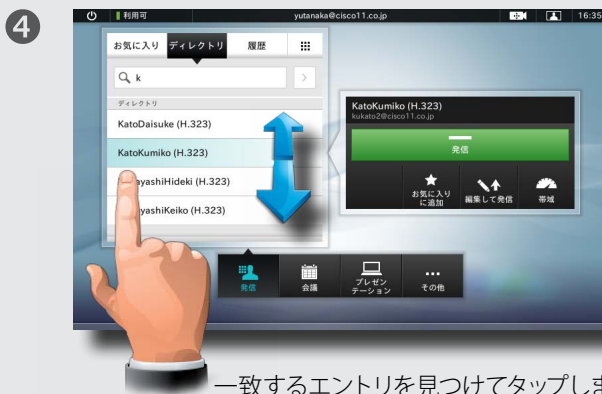 4
利用可
yutanaka@cisco11.co.jp
16:35
お気に入り ディレクトリ 履歴
k
ディレクトリ
KatoDaisuke (H.323)
KatoKumiko (H.323)
ayashiHideki (H.323)
yashiKeiko (H.323)
KatoKumiko (H.323)
kukato2@cisco11.co.jp
発信
お気に入り
に追加
編集して発信
帯域
発信
会議
プレゼン
テーション
その他
一致するエントリを見つけてタップしま